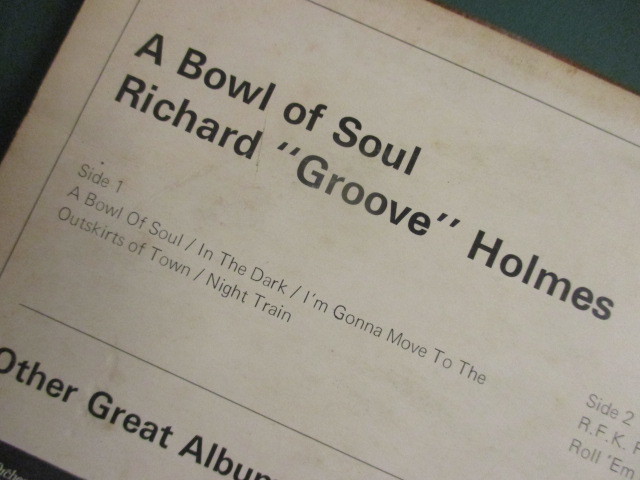 A Bowl of Soul
Richard "Groove" Holmes
Side 1
A Bowl Of Soul / In The Dark / I'm Gonna Move To The
Outskirts of Town / Night Train
Side 2
R.F.K.
Roll 'Em
Other Great